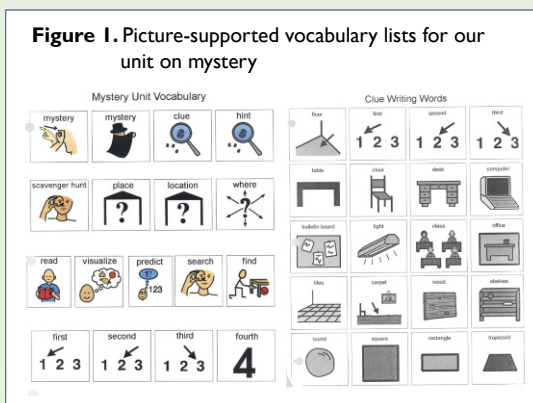 Figure 1. Picture-supported vocabulary lists for our
unit on mystery
Mystery Unit Vocabulary
mystery mystery clue hint
scavenger hunt place location where
? ?
read visualize predict search find
? 123
first second third fourth
1 2 3 1 2 3 1 2 3 4
Clue Writing Words
floor first second third
1 2 3 1 2 3 1 2 3
table chair desk computer
bulletin board light class office
tiles carpet wood shelves
round square rectangle trapezoid